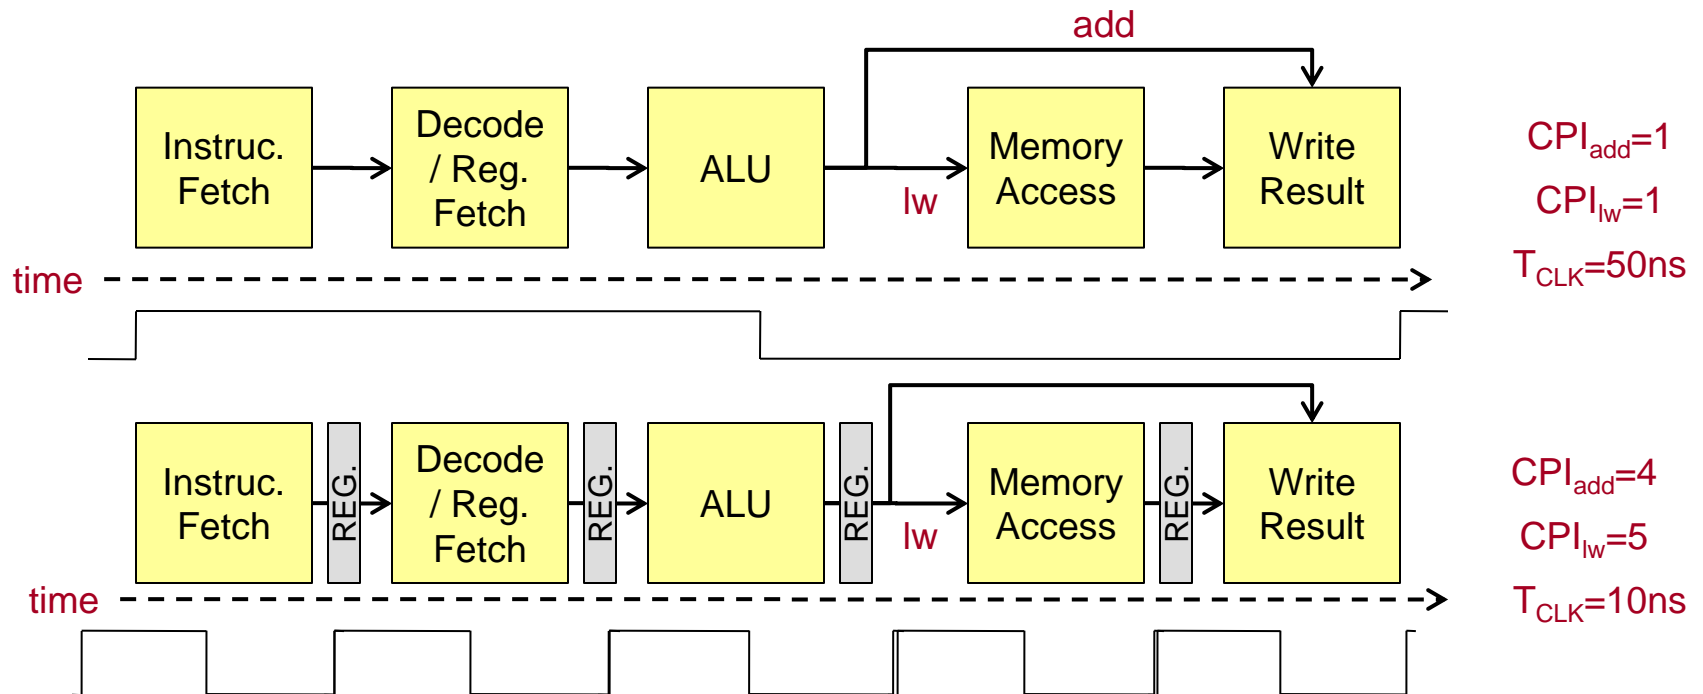 add
Instruc.
Fetch
Decode
/ Reg.
Fetch
ALU
lw
Memory
Access
Write
Result
CPIadd=1
CPIlw=1
TCLK=50ns
time
Instruc.
Fetch
REG.
Decode
/ Reg.
Fetch
REG.
ALU
REG.
lw
Memory
Access
REG.
Write
Result
CPIadd=4
CPIlw=5
TCLK=10ns
time